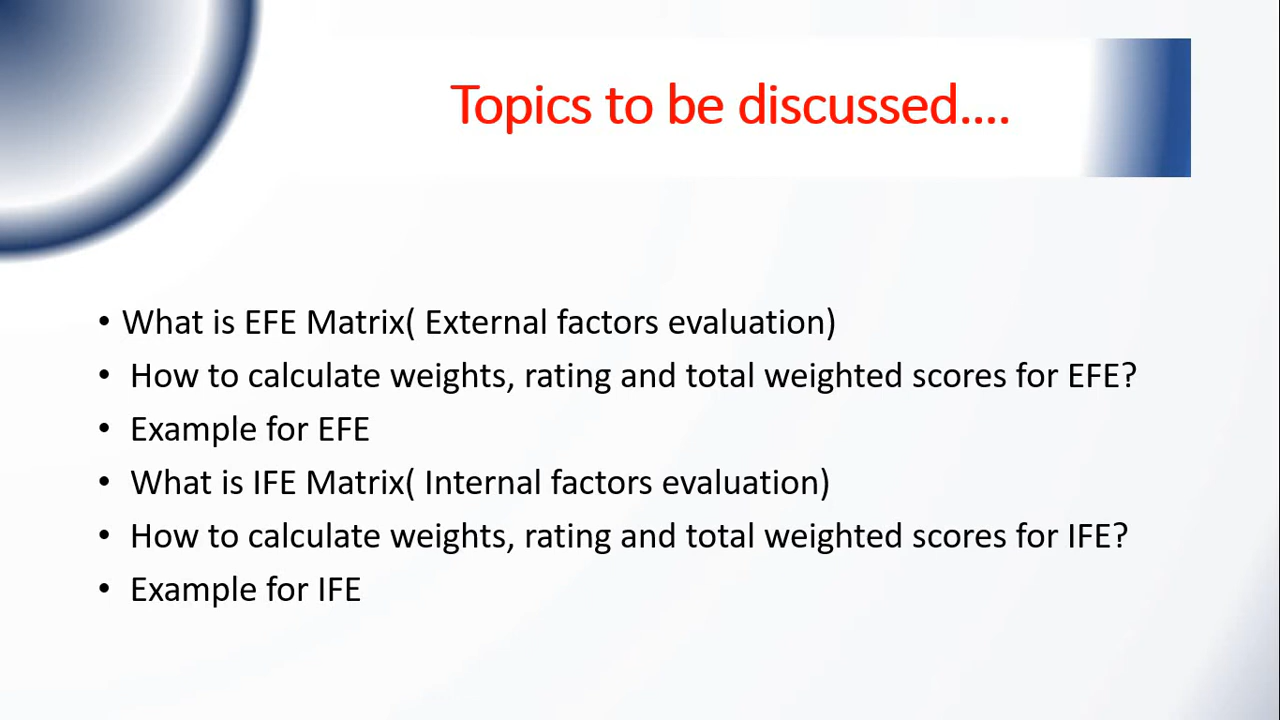 Topics to be discussed....
• What is EFE Matrix( External factors evaluation)
• How to calculate weights, rating and total weighted scores for EFE?
• Example for EFE
• What is IFE Matrix( Internal factors evaluation)
• How to calculate weights, rating and total weighted scores for IFE?
• Example for IFE